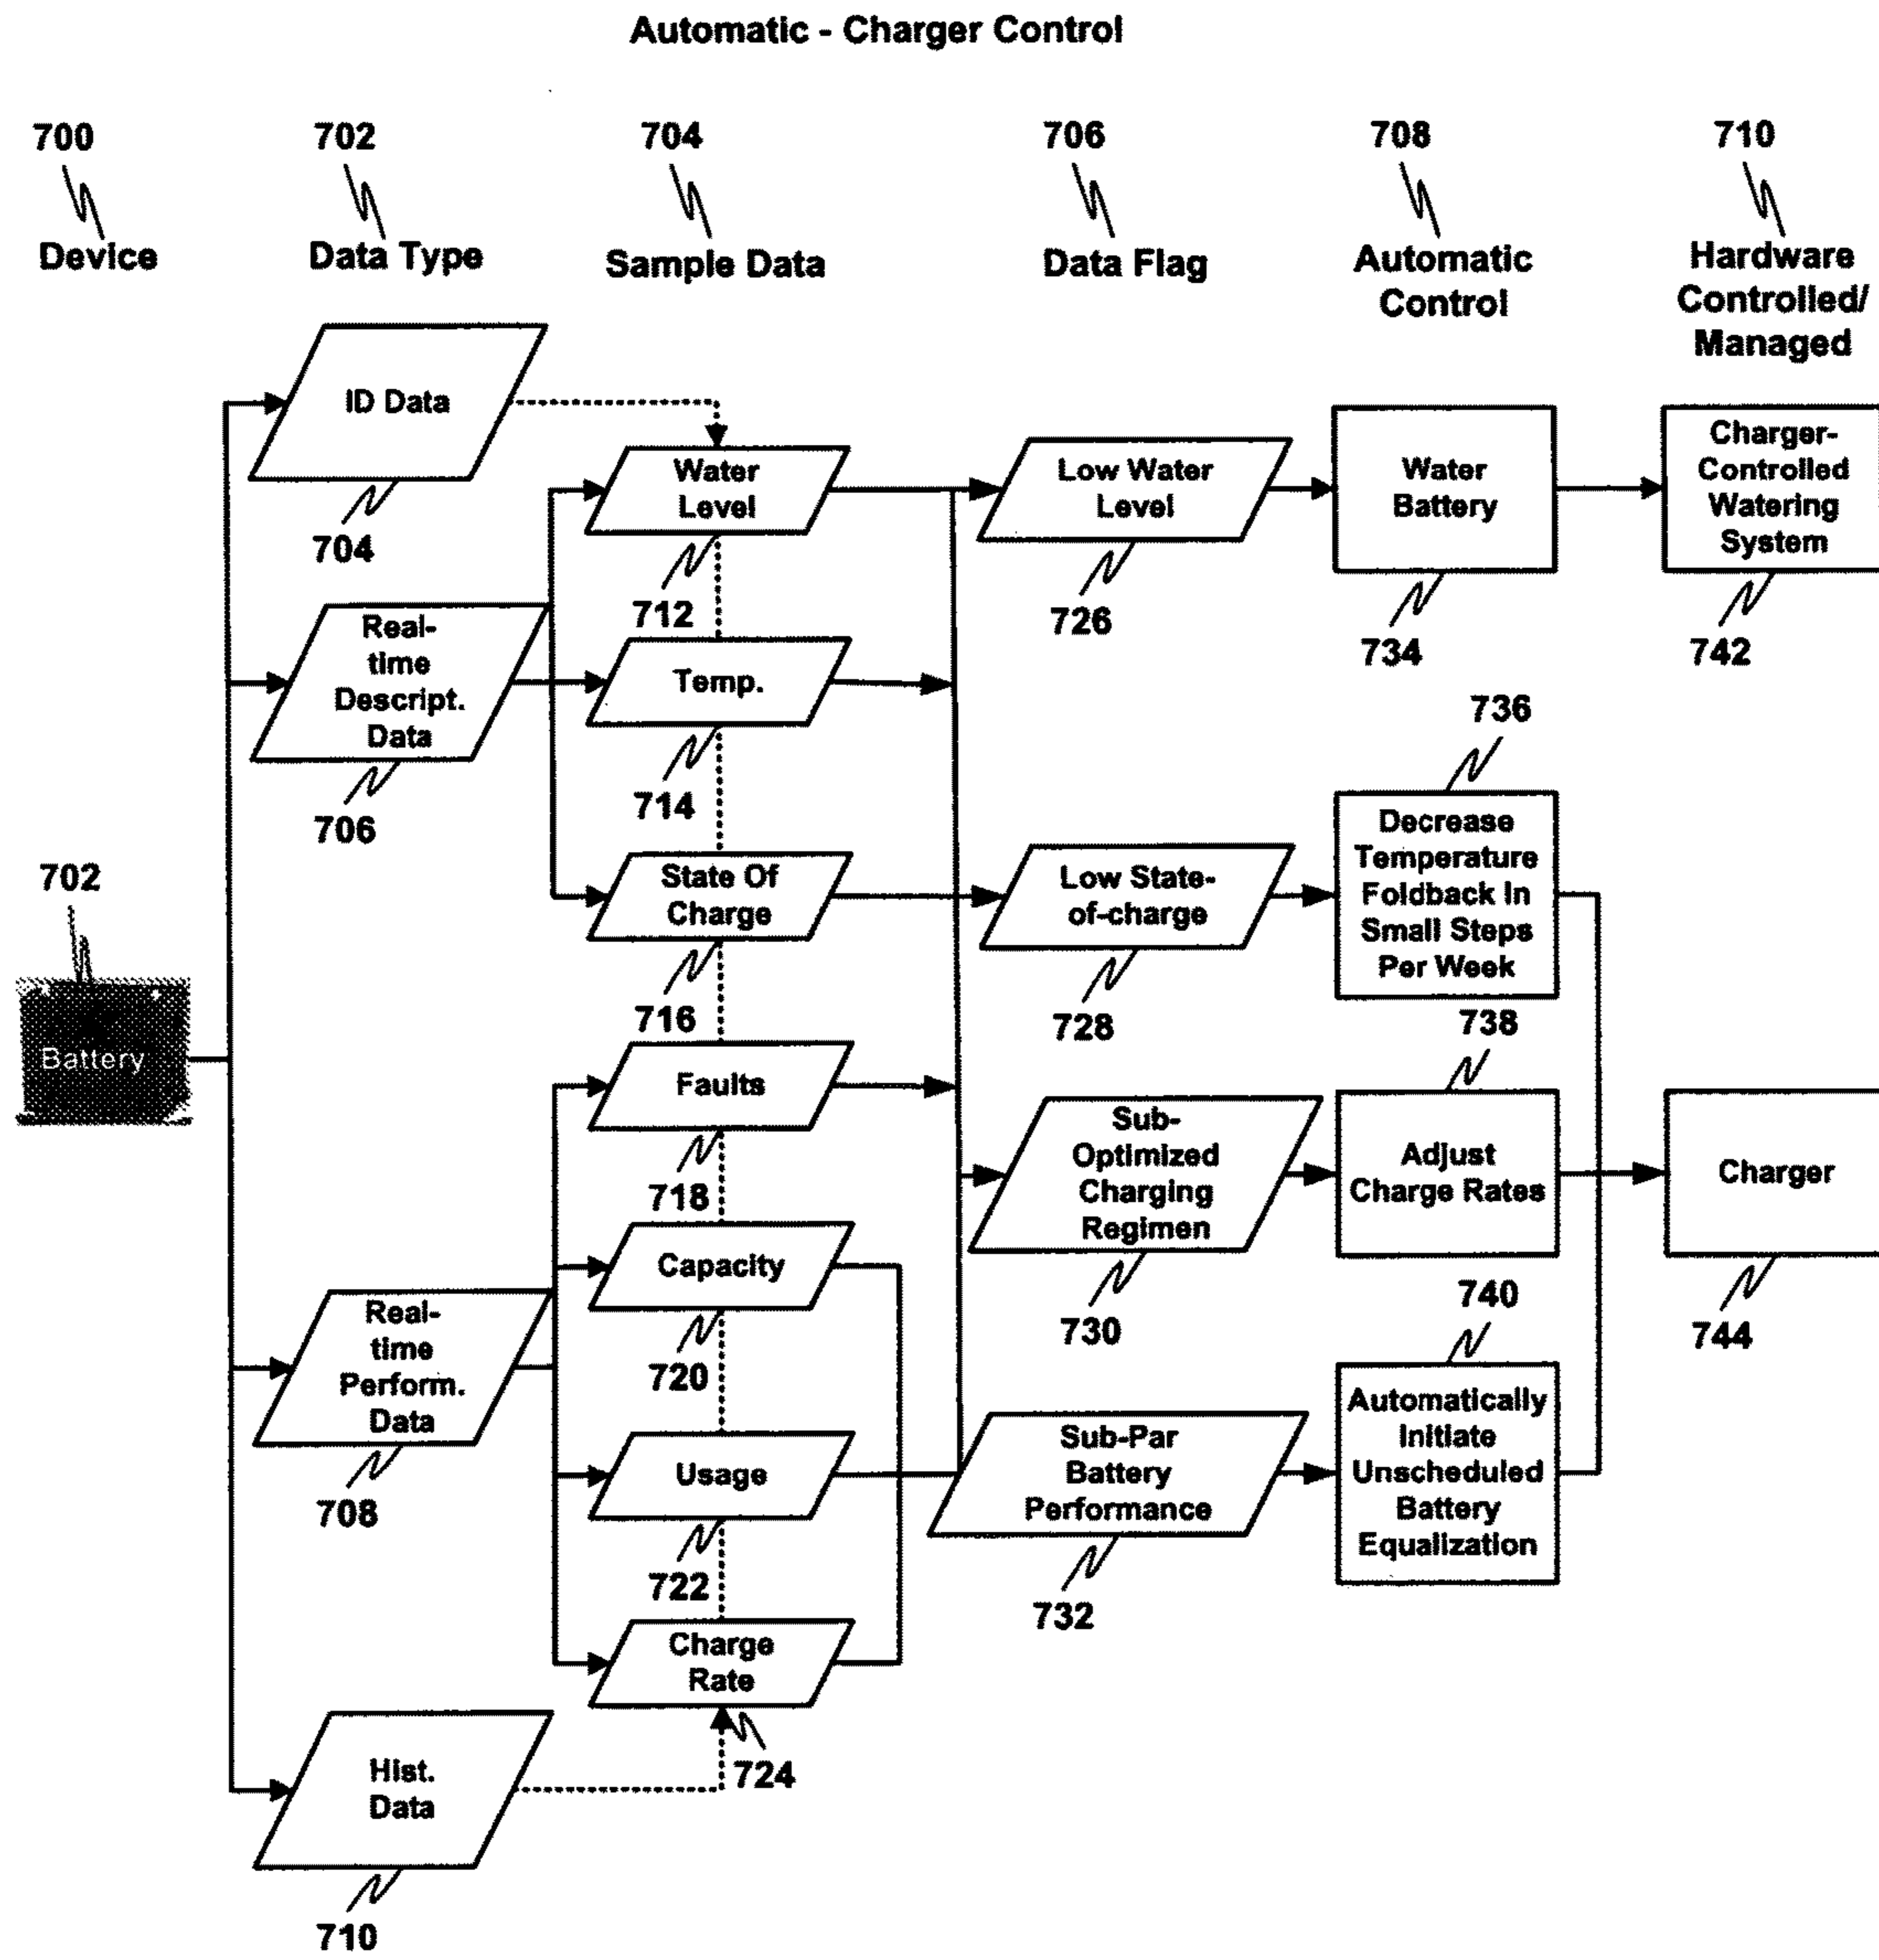 Automatic - Charger Control
700
702
704
706
708
710
Device
Data Type
Sample Data
Data Flag
Automatic
Control
Hardware
Controlled/
Managed
ID Data
704
Real-
time
Descript.
Data
706
702
Battery
Real-
time
Perform.
Data
708
Hist.
Data
710
Water
Level
712
Temp.
714
State Of
Charge
716
Faults
718
Capacity
720
Usage
722
Charge
Rate
724
Low Water
Level
726
Low State-
of-charge
728
Sub-
Optimized
Charging
Regimen
730
Sub-Par
Battery
Performance
732
Water
Battery
734
736
Decrease
Temperature
Foldback In
Small Steps
Per Week
738
Adjust
Charge Rates
740
Automatically
Initiate
Unscheduled
Battery
Equalization
Charger-
Controlled
Watering
System
742
Charger
744